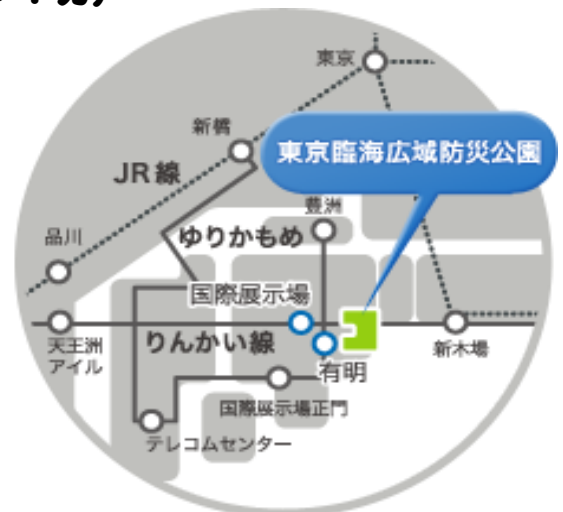 東京
新橋
東京臨海広域防災公園
JR線
豊洲
ゆりかもめ
品川
国際展示場
りんかい線
天王洲
アイル
新木場
有明
国際展示場正門
テレコムセンター